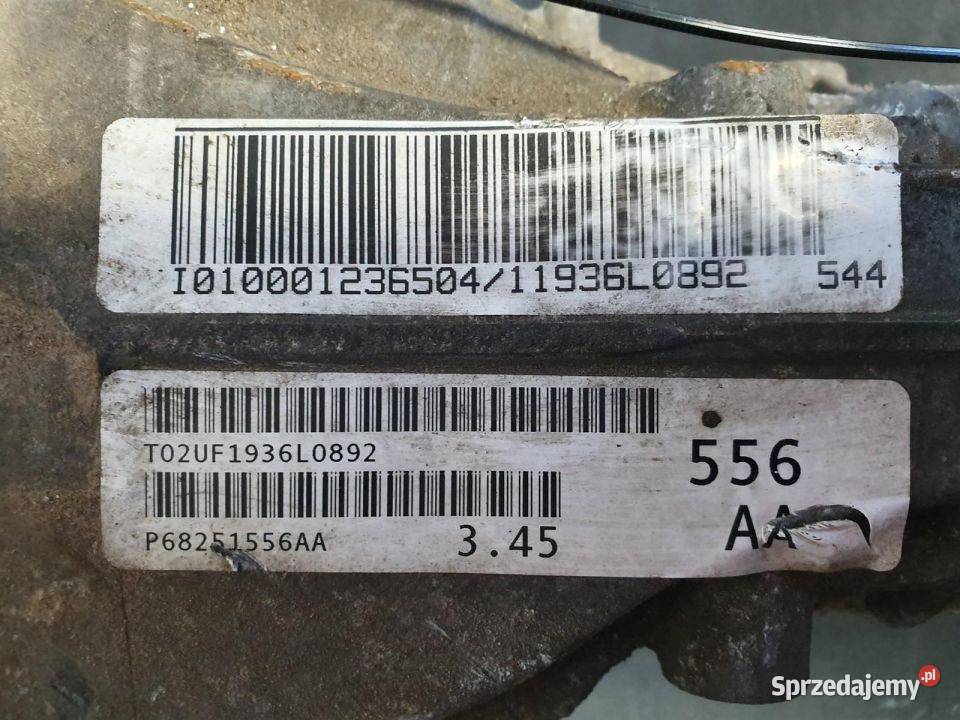 I010001236504/11936L0892 544
T02UF1936L0892
556
P68251556AA 3.45 AA
Sprzedajemy.pl